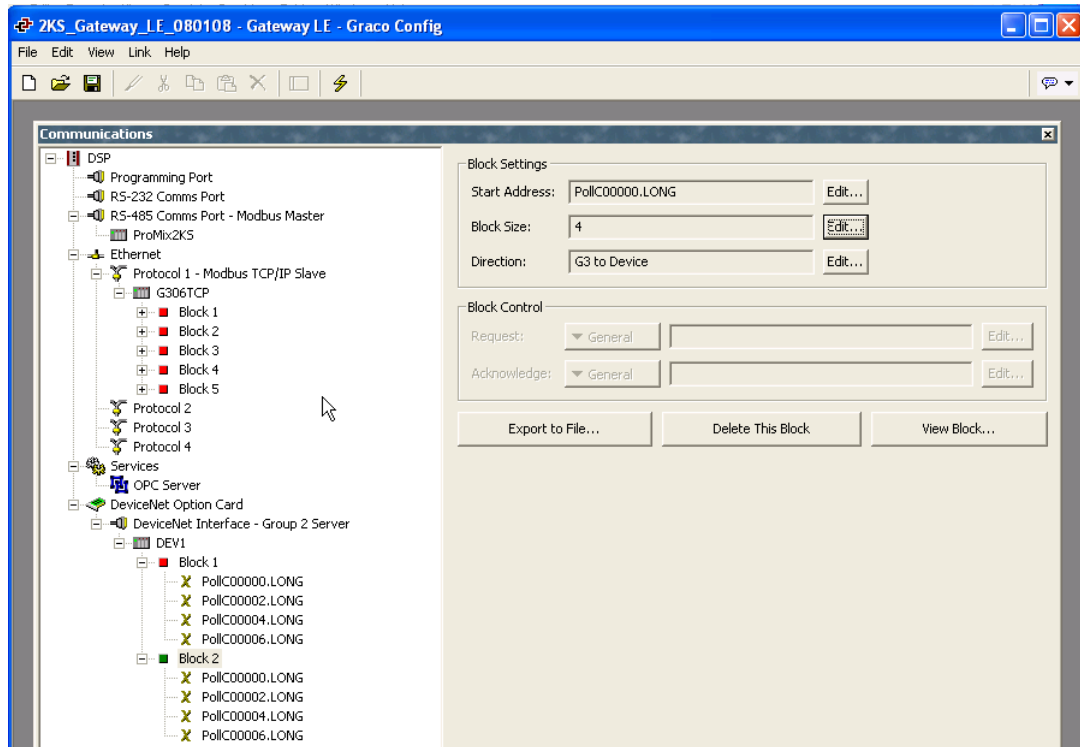 2KS_Gateway_LE_080108 - Gateway LE - Graco Config
File Edit View Link Help
Communications
DSP
Programming Port
RS-232 Comms Port
RS-485 Comms Port - Modbus Master
ProMix2KS
Ethernet
Protocol 1 - Modbus TCP/IP Slave
G306TCP
Block 1
Block 2
Block 3
Block 4
Block 5
Protocol 2
Protocol 3
Protocol 4
Services
OPC Server
DeviceNet Option Card
DeviceNet Interface - Group 2 Server
DEV1
Block 1
PollC00000.LONG
PollC00002.LONG
PollC00004.LONG
PollC00006.LONG
Block 2
PollC00000.LONG
PollC00002.LONG
PollC00004.LONG
PollC00006.LONG
Block Settings
Start Address: PollC00000.LONG Edit...
Block Size: 4 Edit...
Direction: G3 to Device Edit...
Block Control
Request: General Edit...
Acknowledge: General Edit...
Export to File... Delete This Block View Block...